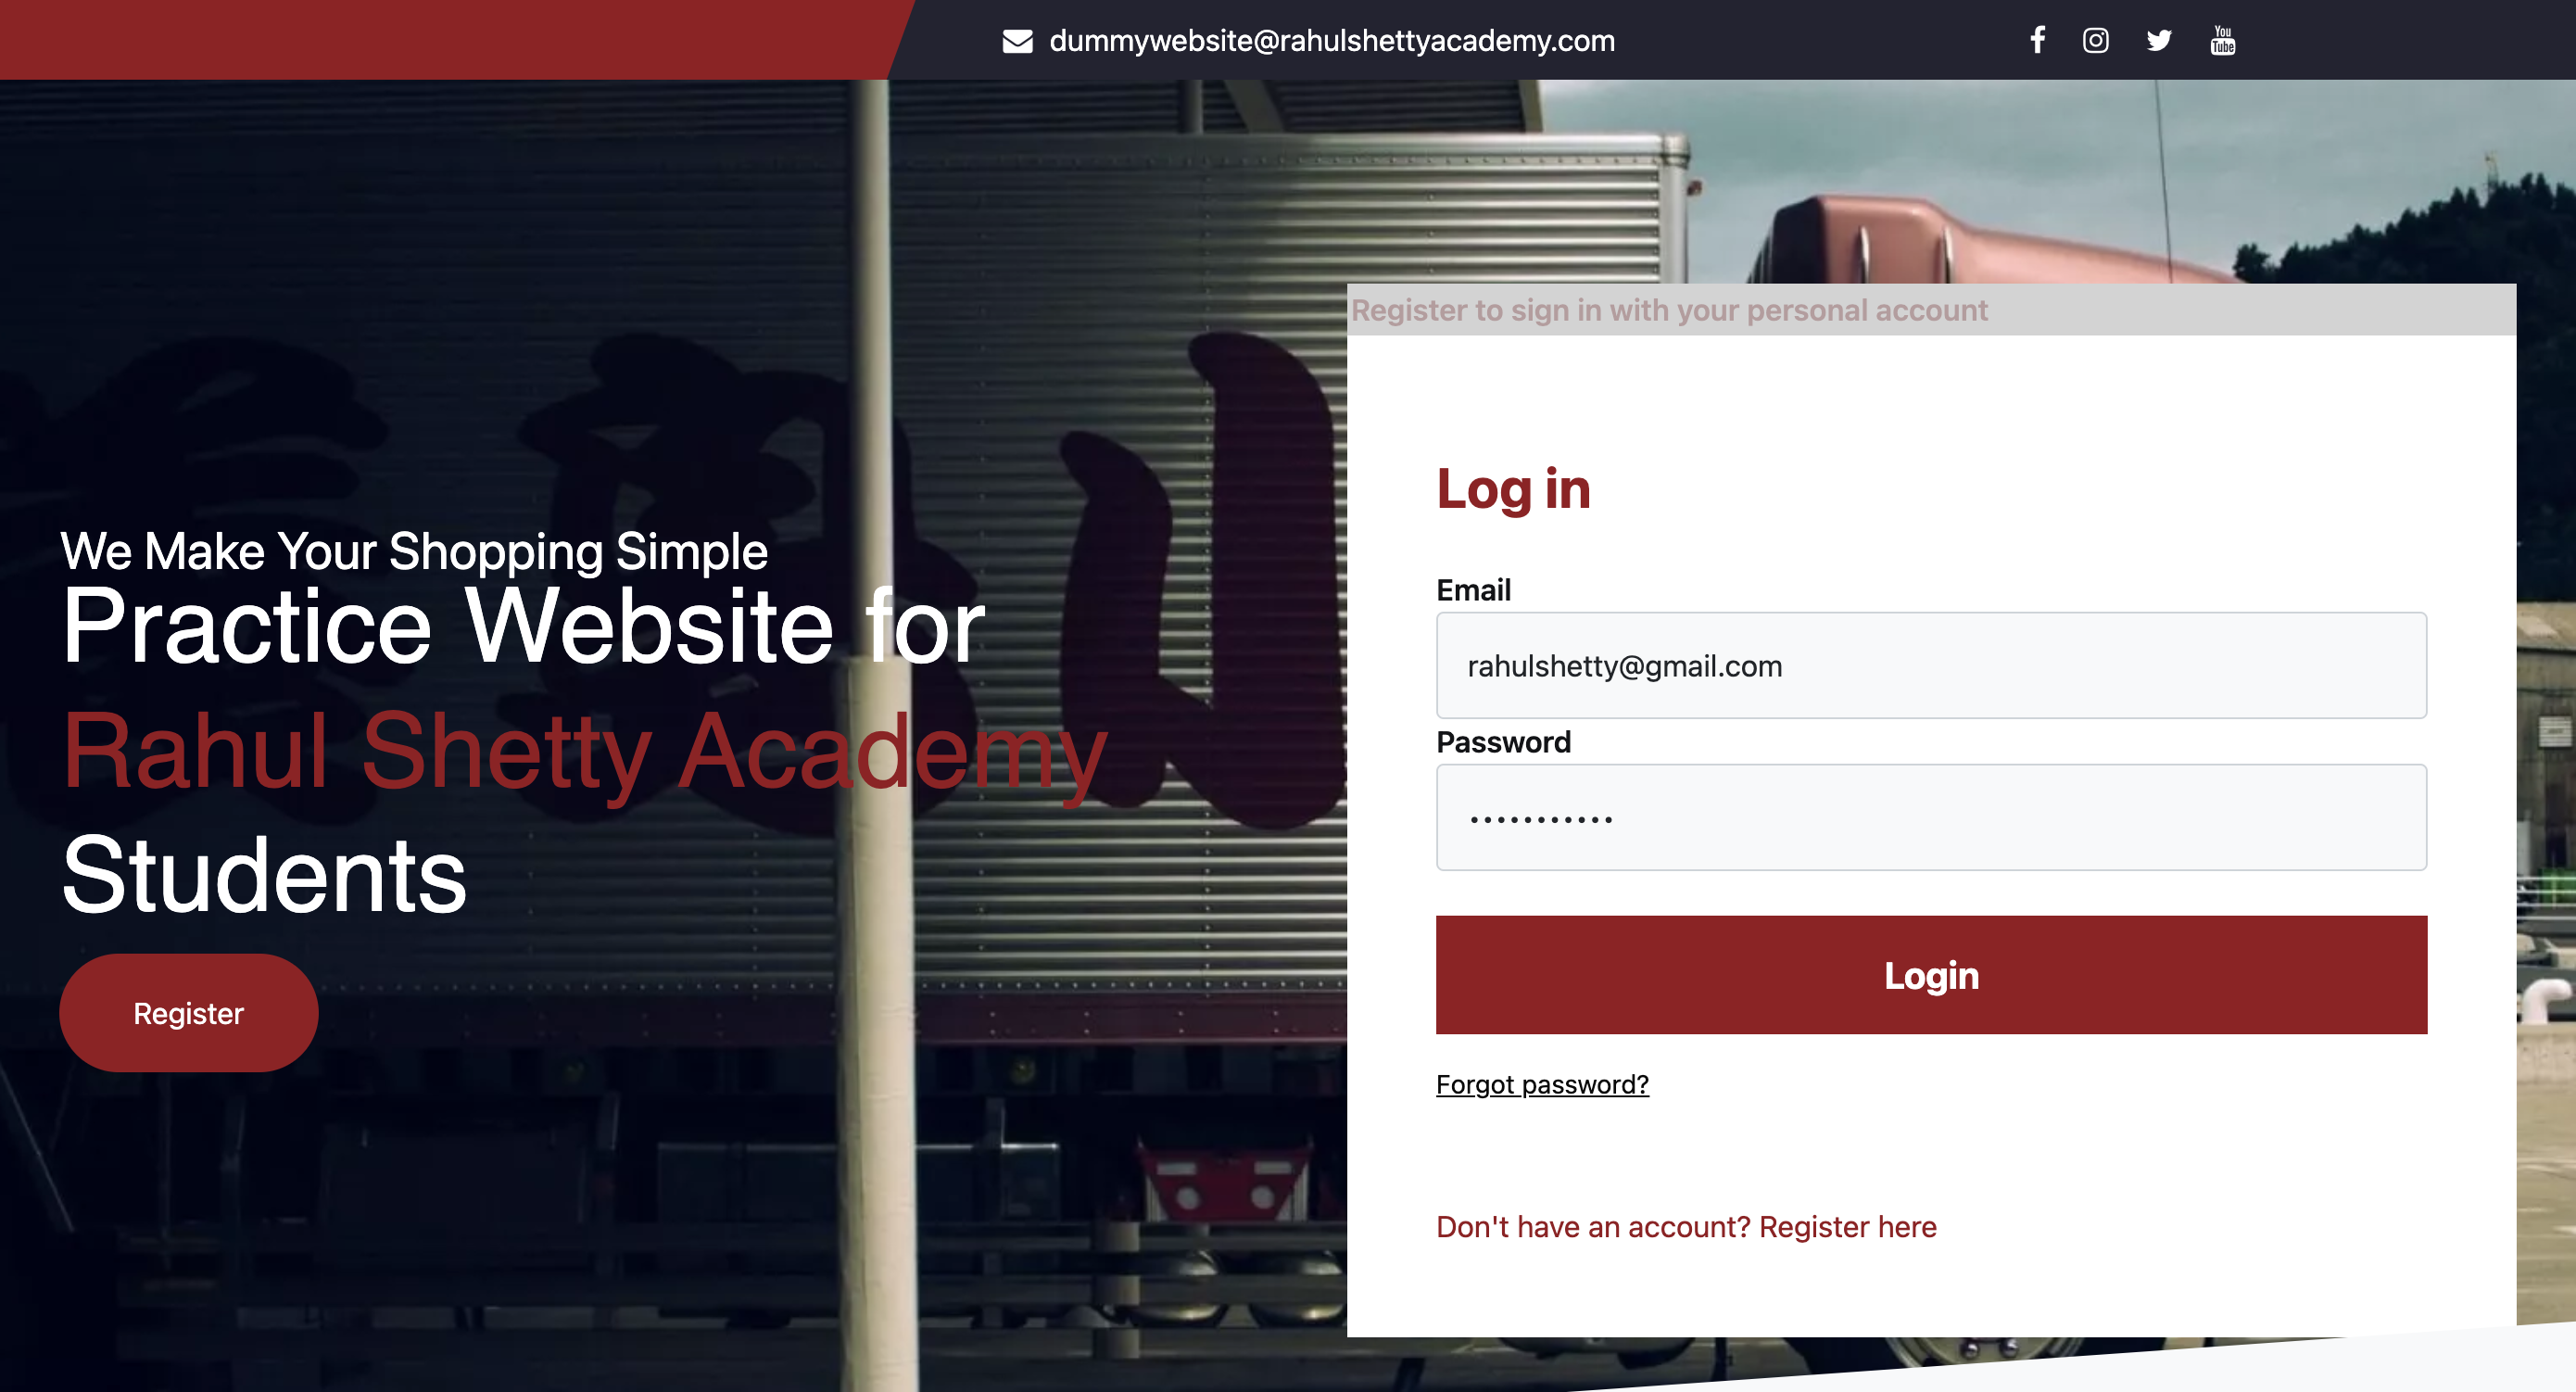 dummywebsite@rahulshettyacademy.com
You
Tube
We Make Your Shopping Simple
Practice Website for
Rahul Shetty Academy
Students
Register
Register to sign in with your personal account
Log in
Email
rahulshetty@gmail.com
Password
•••••••••••
Login
Forgot password?
Don't have an account? Register here